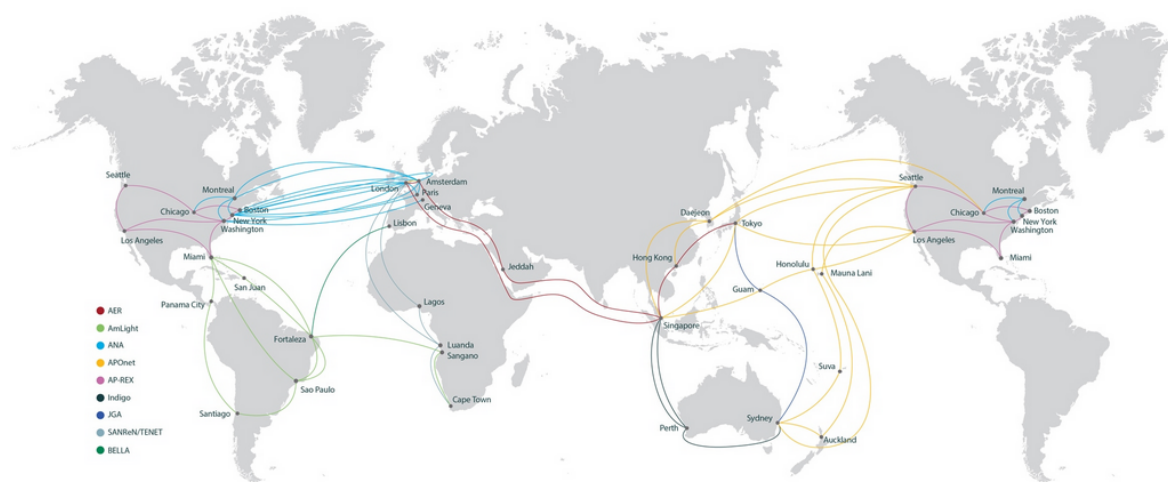 Seattle
Montreal
Chicago
Boston
New York
Washington
Los Angeles
Miami
San Juan
Panama City
Fortaleza
Sao Paulo
Santiago
London
Amsterdam
Paris
Geneva
Lisbon
Jeddah
Lagos
Luanda
Sangano
Cape Town
Daejeon
Tokyo
Hong Kong
Guam
Singapore
Perth
Sydney
Auckland
Suva
Honolulu
Mauna Lani
Seattle
Montreal
Chicago
Boston
New York
Washington
Los Angeles
Miami
AER
AmLight
ANA
APOnet
AP-REX
Indigo
JGA
SANReN/TENET
BELLA